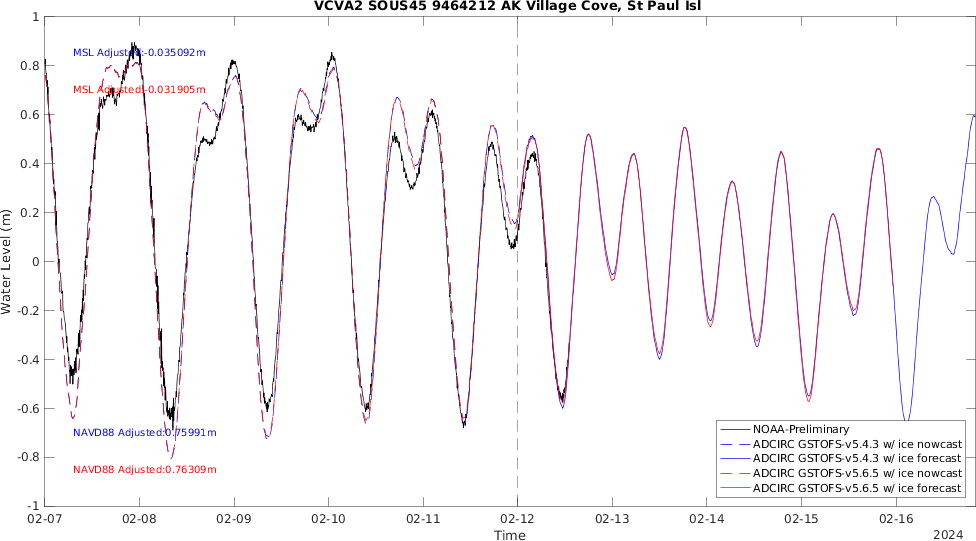 VCVA2 SOUS45 9464212 AK Village Cove, St Paul Isl
1
0.8
0.6
0.4
0.2
0
-0.2
-0.4
-0.6
-0.8
-1
Water Level (m)
MSL Adjusted:-0.035092m
MSL Adjusted:-0.031905m
NAVD88 Adjusted:0.75991m
NAVD88 Adjusted:0.76309m
NOAA-Preliminary
ADCIRC GSTOFS-v5.4.3 w/ ice nowcast
ADCIRC GSTOFS-v5.4.3 w/ ice forecast
ADCIRC GSTOFS-v5.6.5 w/ ice nowcast
ADCIRC GSTOFS-v5.6.5 w/ ice forecast
02-07 02-08 02-09 02-10 02-11 02-12 02-13 02-14 02-15 02-16
Time
2024